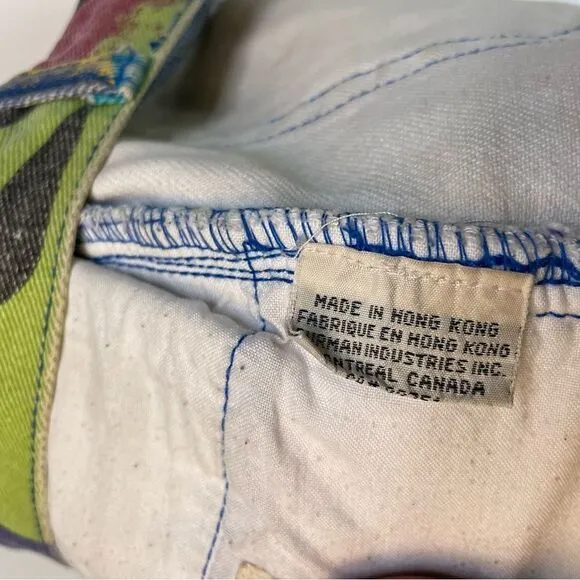 MADE IN HONG KONG
FABRIQUE EN HONG KONG
INDUSTRIES INC.
CANADA